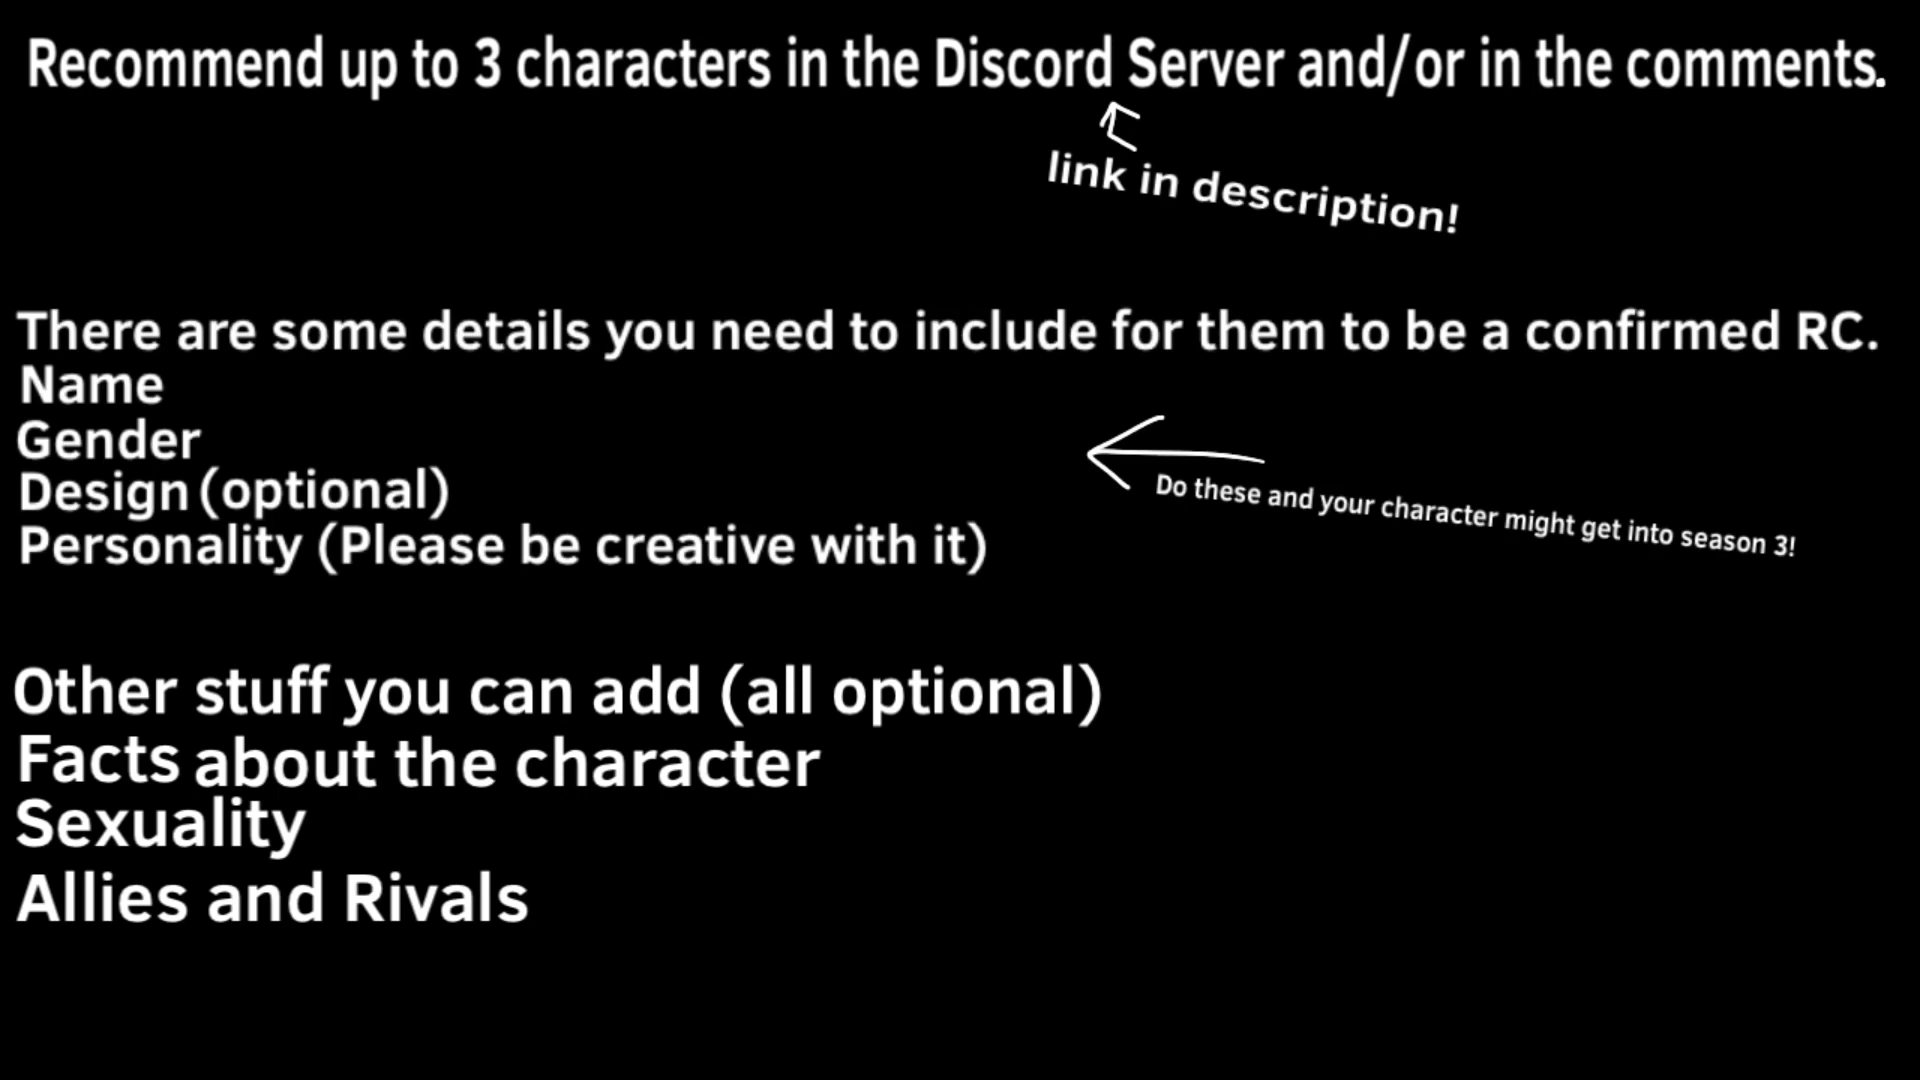 Recommend up to 3 characters in the Discord Server and/or in the comments.
link in description!
There are some details you need to include for them to be a confirmed RC.
Name
Gender
Design (optional)
Personality (Please be creative with it)
Do these and your character might get into season 3!
Other stuff you can add (all optional)
Facts about the character
Sexuality
Allies and Rivals